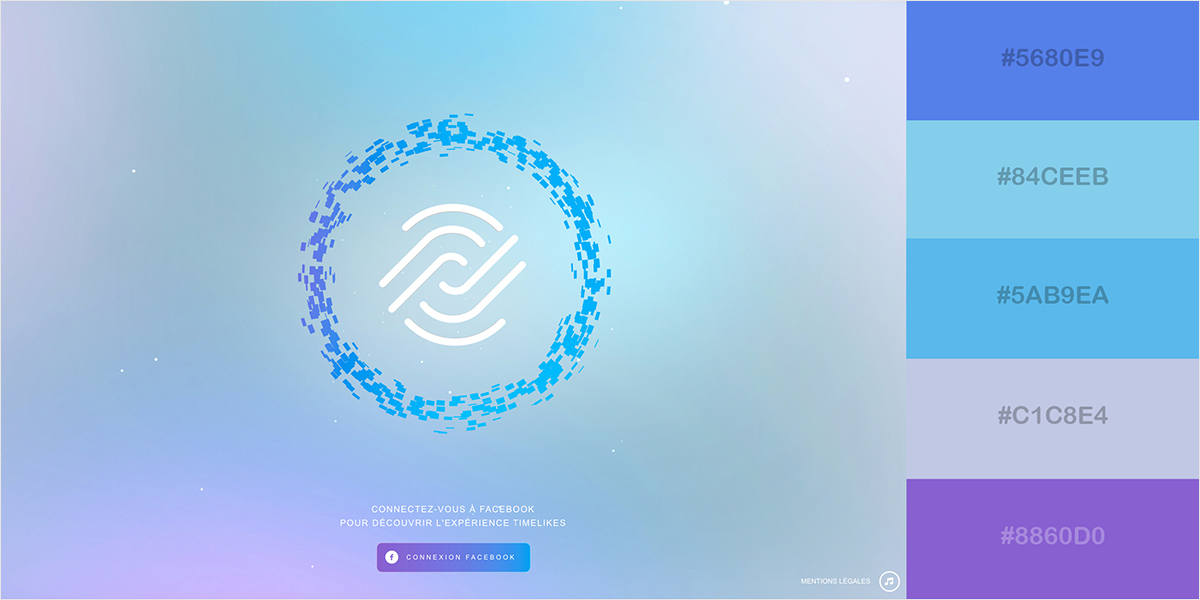 CONNECTEZ-VOUS À FACEBOOK
POUR DÉCOUVRIR L'EXPÉRIENCE TIMELIKES
CONNEXION FACEBOOK
MENTIONS LÉGALES
#5680E9
#84CEEB
#5AB9EA
#C1C8E4
#8860D0